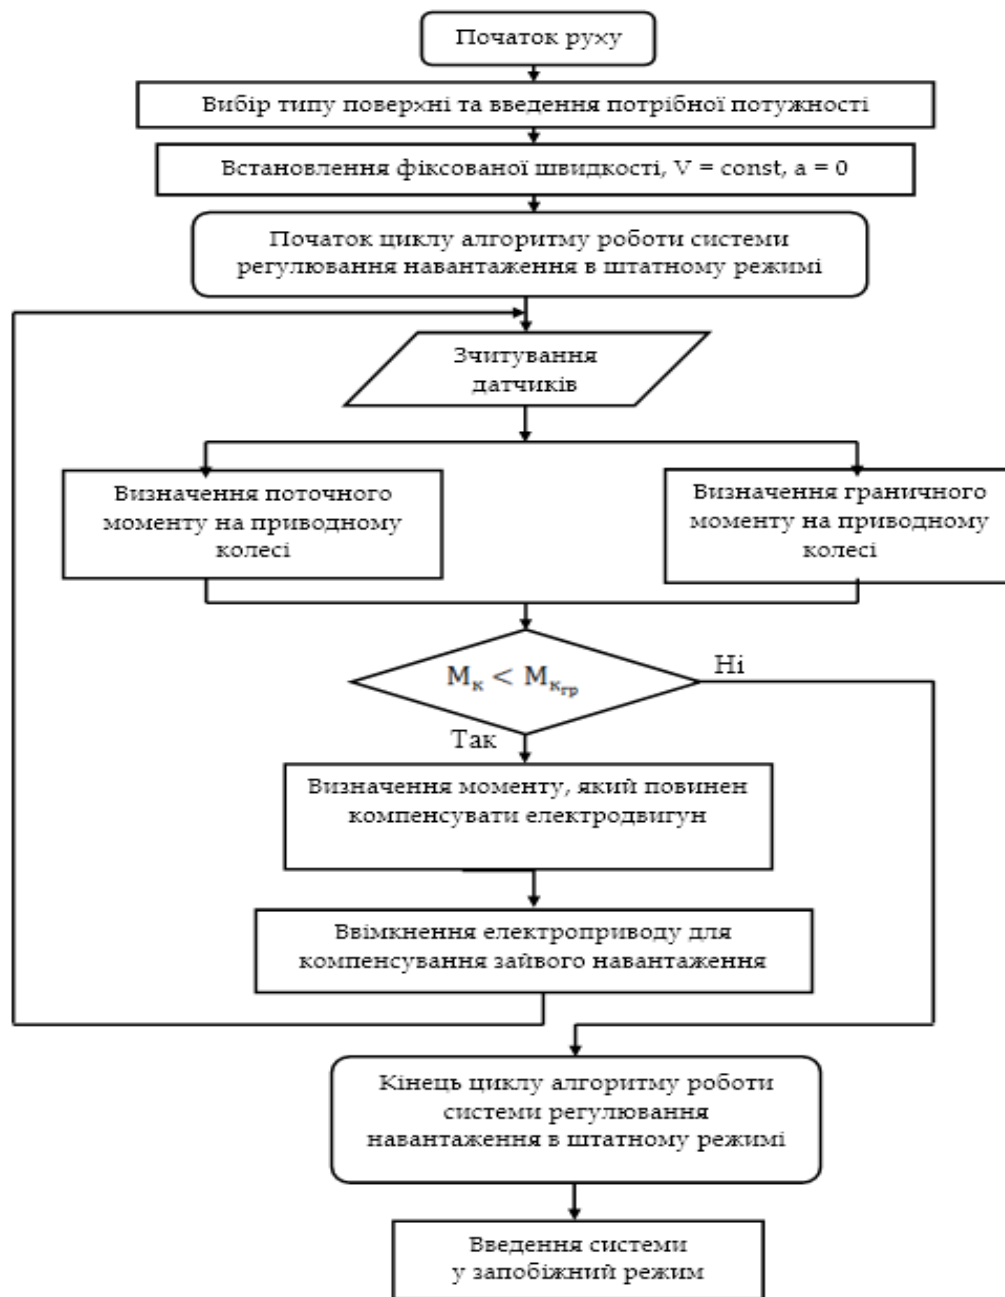 Початок руху
Вибір типу поверхні та введення потрібної потужності
Встановлення фіксованої швидкості, V = const, a = 0
Початок циклу алгоритму роботи системи
регулювання навантаження в штатному режимі
Зчитування
датчиків
Визначення поточного
моменту на приводному
колесі
Визначення граничного
моменту на приводному
колесі
Мк < Мкгр
Ні
Так
Визначення моменту, який повинен
компенсувати електродвигун
Ввімкнення електроприводу для
компенсування зайвого навантаження
Кінець циклу алгоритму роботи
системи регулювання
навантаження в штатному режимі
Введення системи
у запобіжний режим